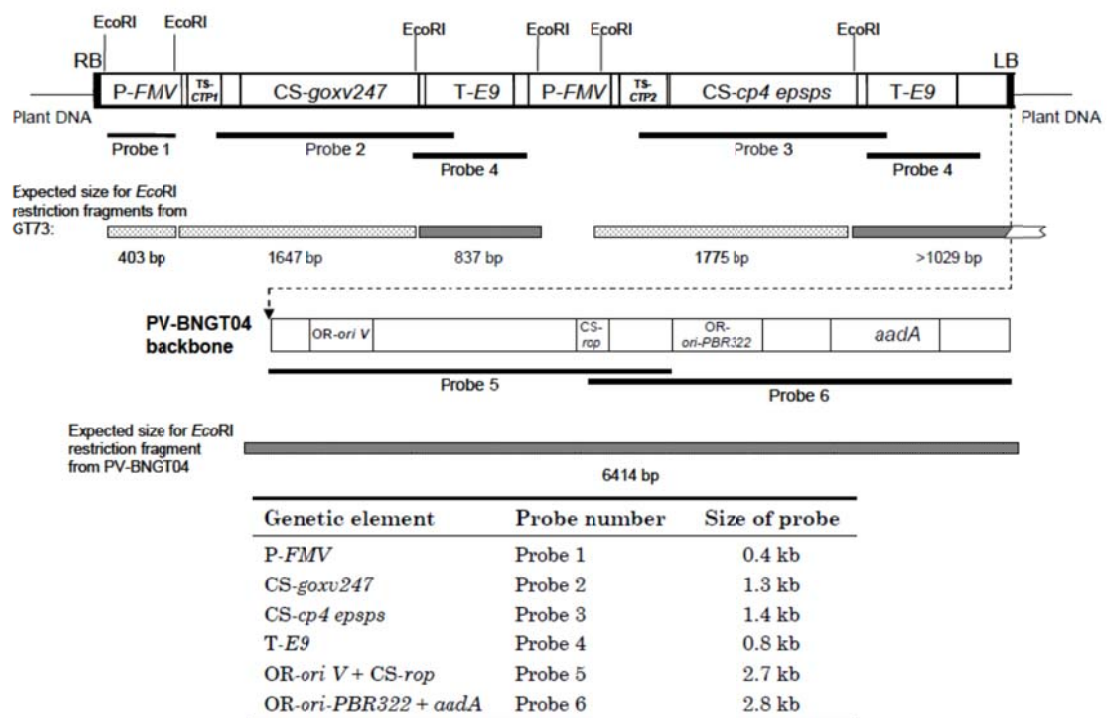 EcoRI EcoRI EcoRI EcoRI EcoRI EcoRI
RB LB
P-FMV TS-CTP1 CS-goxv247 T-E9 P-FMV TS-CTP2 CS-cp4 epsps T-E9
Plant DNA Plant DNA
Probe 1 Probe 2 Probe 3
Probe 4 Probe 4
Expected size for EcoRI
restriction fragments from
GT73:
403 bp 1647 bp 837 bp 1775 bp >1029 bp
PV-BNGT04
backbone
OR-ori V CS-rop OR-ori-PBR322 aadA
Probe 5
Probe 6
Expected size for EcoRI
restriction fragment
from PV-BNGT04
6414 bp
Genetic element Probe number Size of probe
P-FMV Probe 1 0.4 kb
CS-goxv247 Probe 2 1.3 kb
CS-cp4 epsps Probe 3 1.4 kb
T-E9 Probe 4 0.8 kb
OR-ori V + CS-rop Probe 5 2.7 kb
OR-ori-PBR322 + aadA Probe 6 2.8 kb